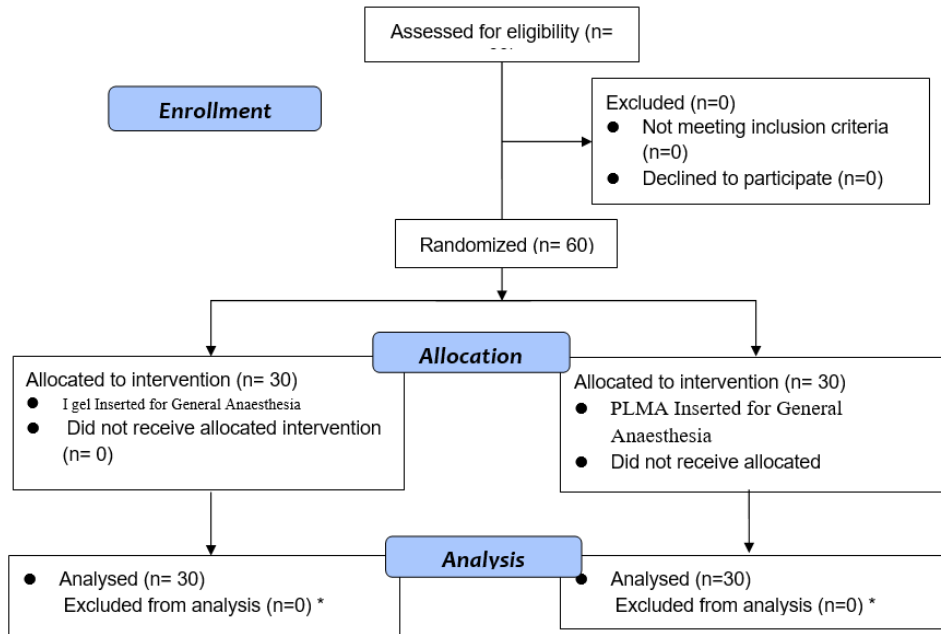 Assessed for eligibility (n=
Enrollment
Excluded (n=0)
● Not meeting inclusion criteria
(n=0)
● Declined to participate (n=0)
Randomized (n= 60)
Allocation
Allocated to intervention (n= 30)
● I gel Inserted for General Anaesthesia
● Did not receive allocated intervention
(n= 0)
Allocated to intervention (n= 30)
● PLMA Inserted for General
Anaesthesia
● Did not receive allocated
Analysis
● Analysed (n= 30)
Excluded from analysis (n=0) *
● Analysed (n=30)
Excluded from analysis (n=0) *